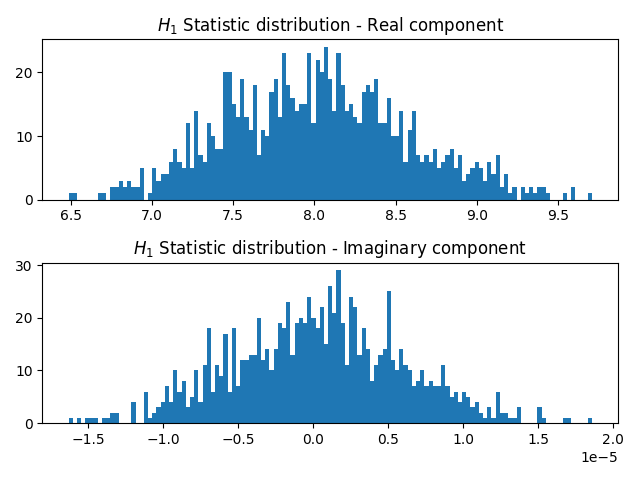 H₁ Statistic distribution - Real component
20
10
0
6.5 7.0 7.5 8.0 8.5 9.0 9.5
H₁ Statistic distribution - Imaginary component
30
20
10
0
−1.5 −1.0 −0.5 0.0 0.5 1.0 1.5 2.0
1e−5